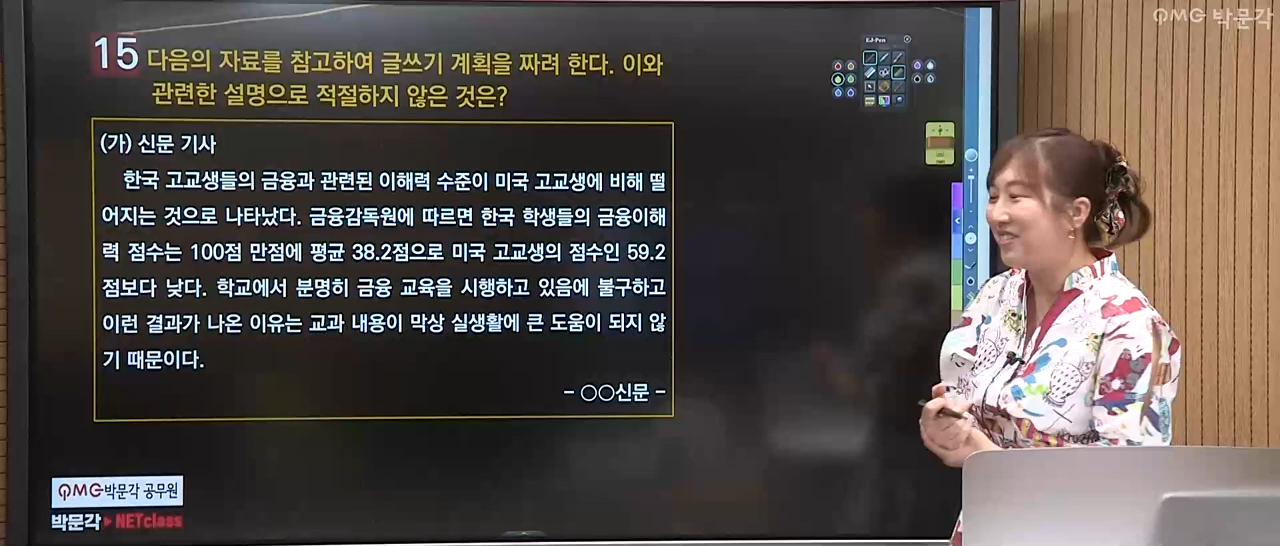 QMG 박문각
EJ-Pen
15 다음의 자료를 참고하여 글쓰기 계획을 짜려 한다. 이와
관련한 설명으로 적절하지 않은 것은?
(가) 신문 기사
한국 고교생들의 금융과 관련된 이해력 수준이 미국 고교생에 비해 떨
어지는 것으로 나타났다. 금융감독원에 따르면 한국 학생들의 금융이해
력 점수는 100점 만점에 평균 38.2점으로 미국 고교생의 점수인 59.2
점보다 낮다. 학교에서 분명히 금융 교육을 시행하고 있음에 불구하고
이런 결과가 나온 이유는 교과 내용이 막상 실생활에 큰 도움이 되지 않
기 때문이다.
- ○○신문 -
QMG 박문각 공무원
박문각 NETclass